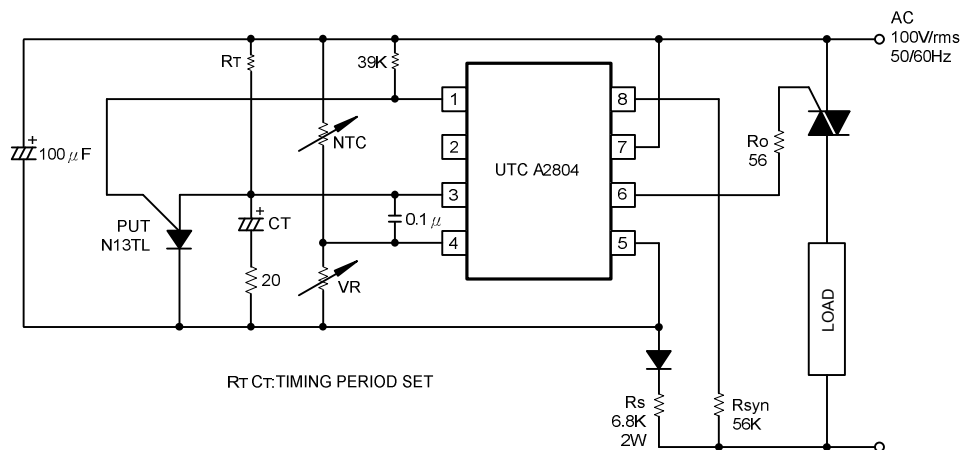 AC
100V/rms
50/60Hz
RT
39K
1
8
NTC
2
7
Ro
56
+
100μF
UTC A2804
3
6
PUT
N13TL
+
CT
0.1μ
4
5
20
VR
LOAD
RT CT:TIMING PERIOD SET
Rs
6.8K
2W
Rsyn
56K